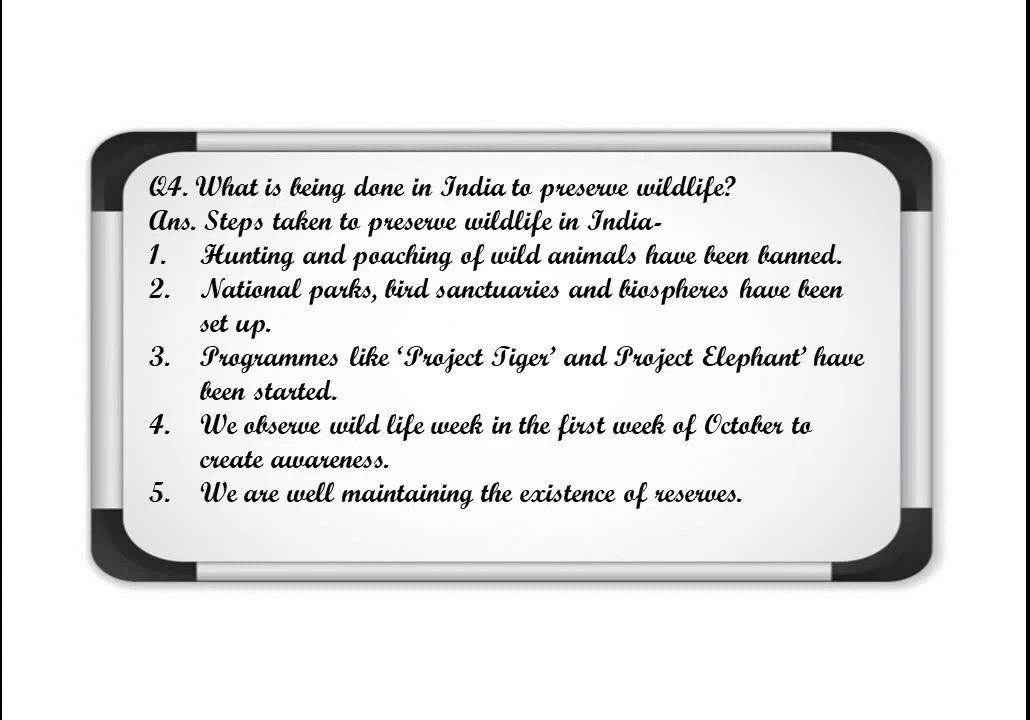 Q4. What is being done in India to preserve wildlife?
Ans. Steps taken to preserve wildlife in India-
1. Hunting and poaching of wild animals have been banned.
2. National parks, bird sanctuaries and biospheres have been
set up.
3. Programmes like ‘Project Tiger’ and Project Elephant’ have
been started.
4. We observe wild life week in the first week of October to
create awareness.
5. We are well maintaining the existence of reserves.